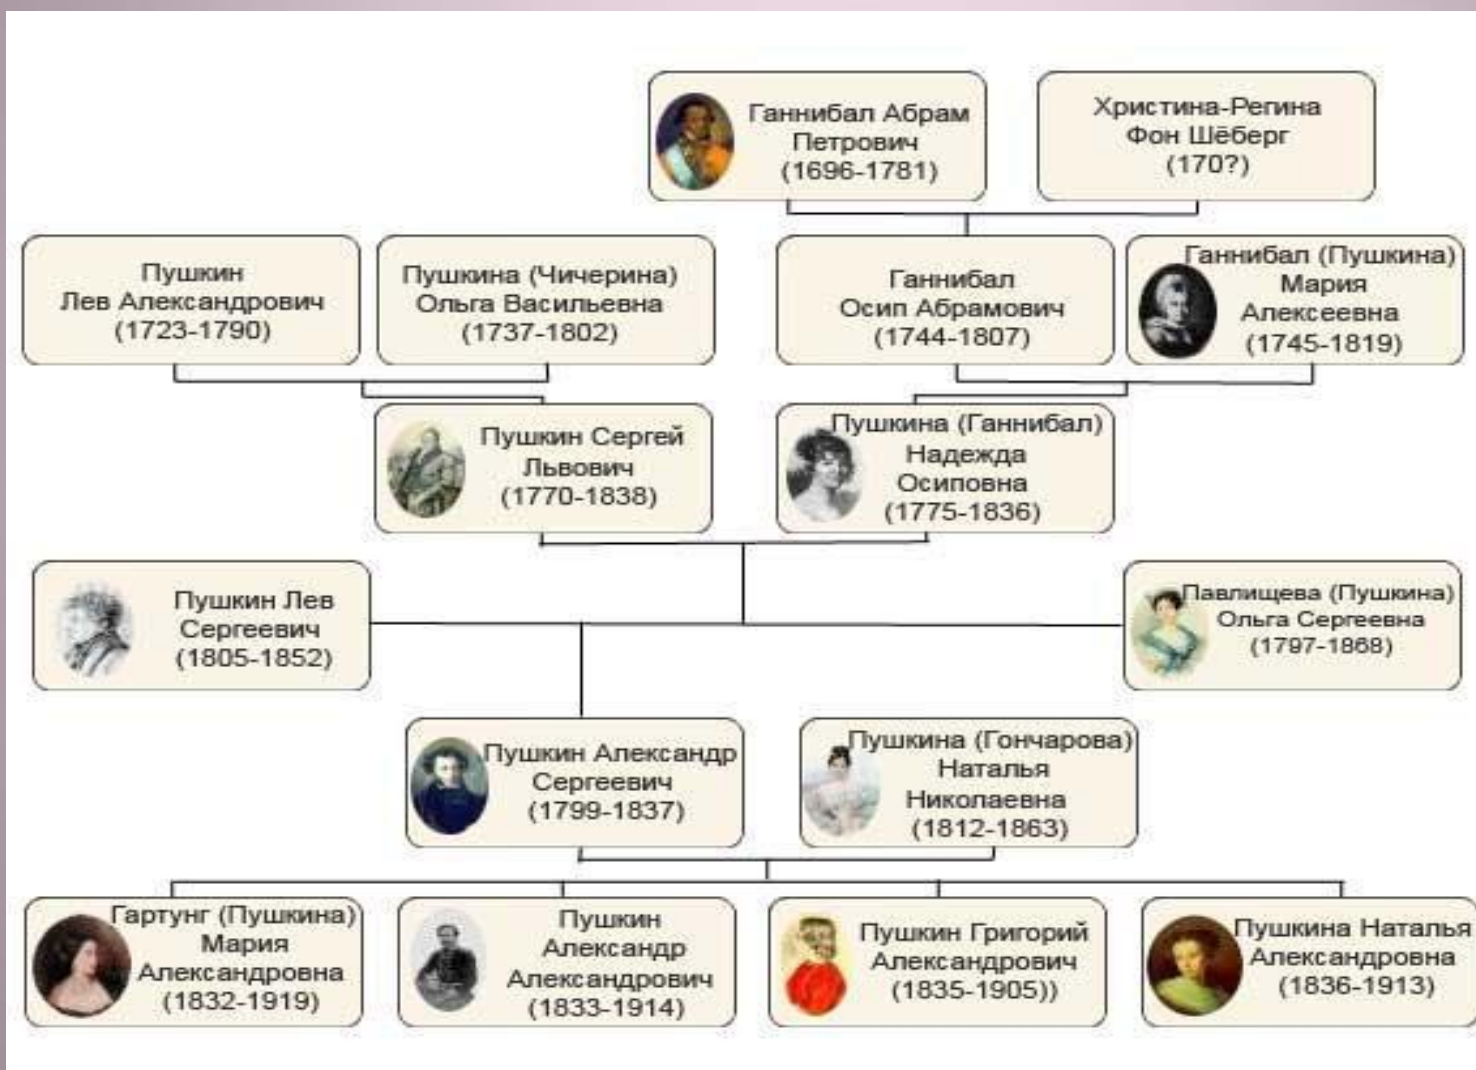 Ганнибал Абрам
Петрович
(1696-1781)
Христина-Регина
Фон Шёберг
(170?)
Пушкин
Лев Александрович
(1723-1790)
Пушкина (Чичерина)
Ольга Васильевна
(1737-1802)
Ганнибал
Осип Абрамович
(1744-1807)
Ганнибал (Пушкина)
Мария
Алексеевна
(1745-1819)
Пушкин Сергей
Львович
(1770-1838)
Пушкина (Ганнибал)
Надежда
Осиповна
(1775-1836)
Пушкин Лев
Сергеевич
(1805-1852)
Павлищева (Пушкина)
Ольга Сергеевна
(1797-1868)
Пушкин Александр
Сергеевич
(1799-1837)
Пушкина (Гончарова)
Наталья
Николаевна
(1812-1863)
Гартунг (Пушкина)
Мария
Александровна
(1832-1919)
Пушкин
Александр
Александрович
(1833-1914)
Пушкин Григорий
Александрович
(1835-1905))
Пушкина Наталья
Александровна
(1836-1913)